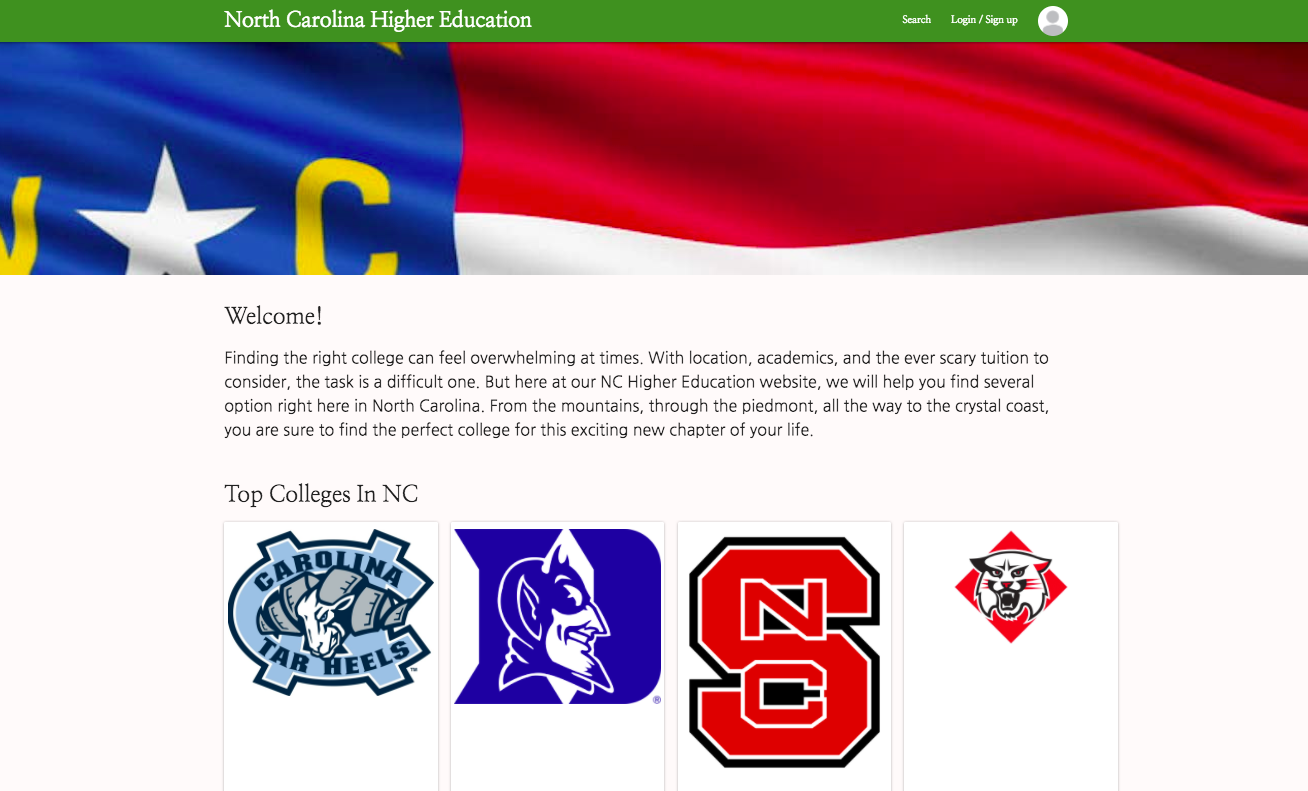 North Carolina Higher Education
Search
Login / Sign up
C
Welcome!
Finding the right college can feel overwhelming at times. With location, academics, and the ever scary tuition to
consider, the task is a difficult one. But here at our NC Higher Education website, we will help you find several
option right here in North Carolina. From the mountains, through the piedmont, all the way to the crystal coast,
you are sure to find the perfect college for this exciting new chapter of your life.
Top Colleges In NC
CAROLINA
TAR HEELS™
D
®
N
S
C